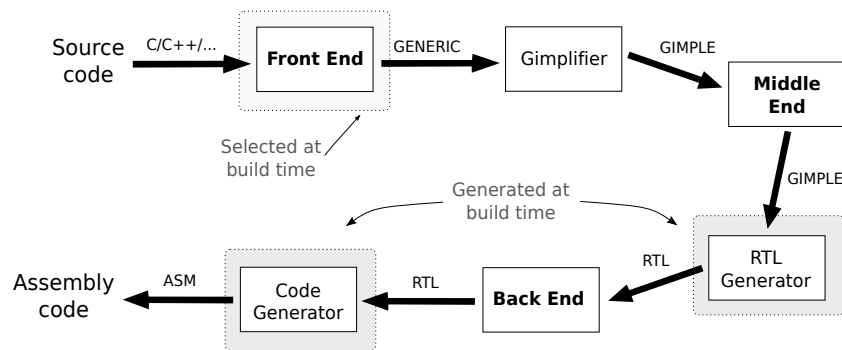 Source
code
C/C++/...
Front End
GENERIC
Gimplifier
GIMPLE
Middle
End
Selected at
build time
GIMPLE
Generated at
build time
RTL
Generator
RTL
Back End
RTL
Code
Generator
ASM
Assembly
code